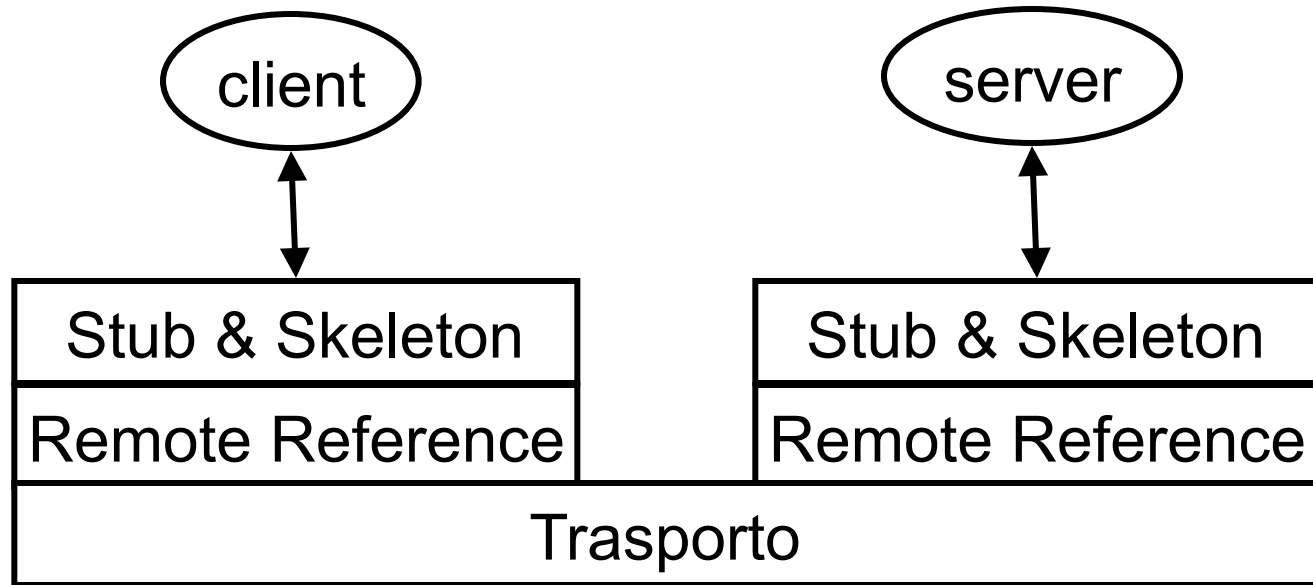 client
server
Stub & Skeleton
Stub & Skeleton
Remote Reference
Remote Reference
Trasporto